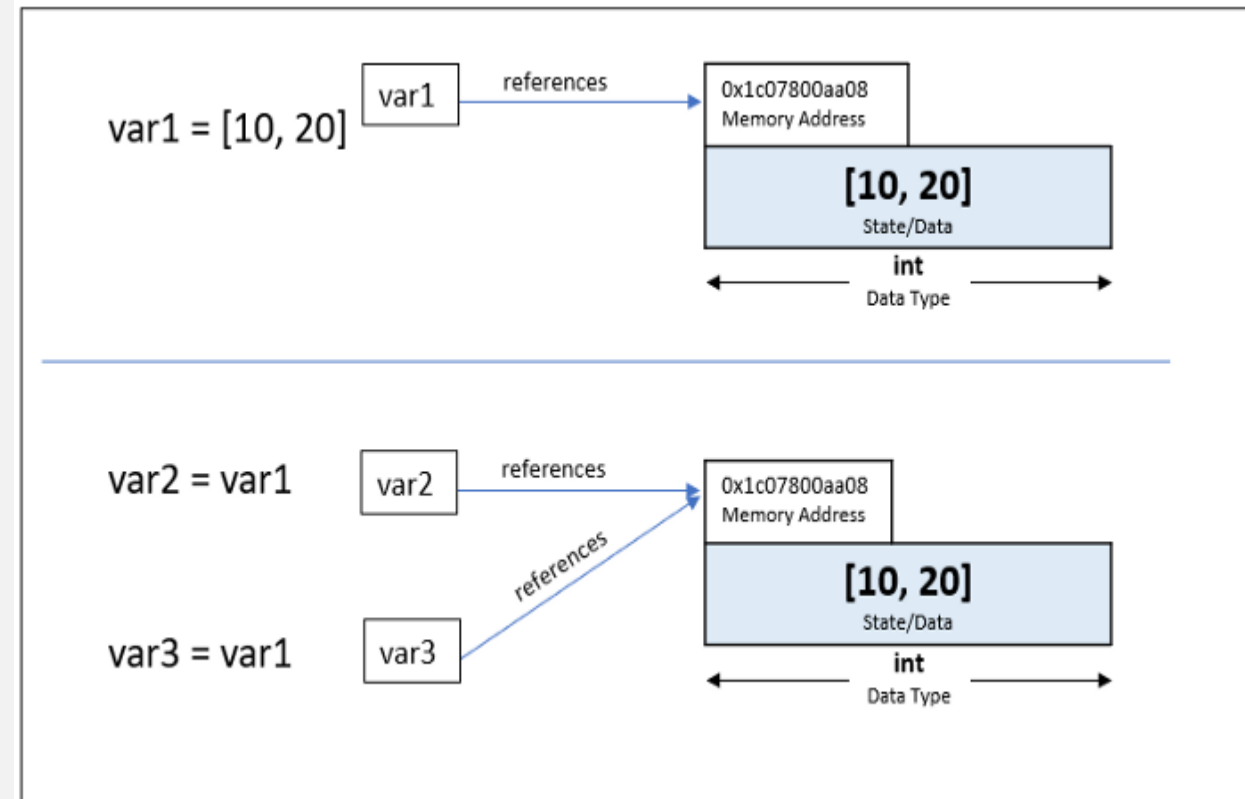 var1 = [10, 20]
var1
references
0x1c07800aa08
Memory Address
[10, 20]
State/Data
int
Data Type
var2 = var1
var2
references
0x1c07800aa08
Memory Address
[10, 20]
State/Data
int
Data Type
references
var3 = var1
var3